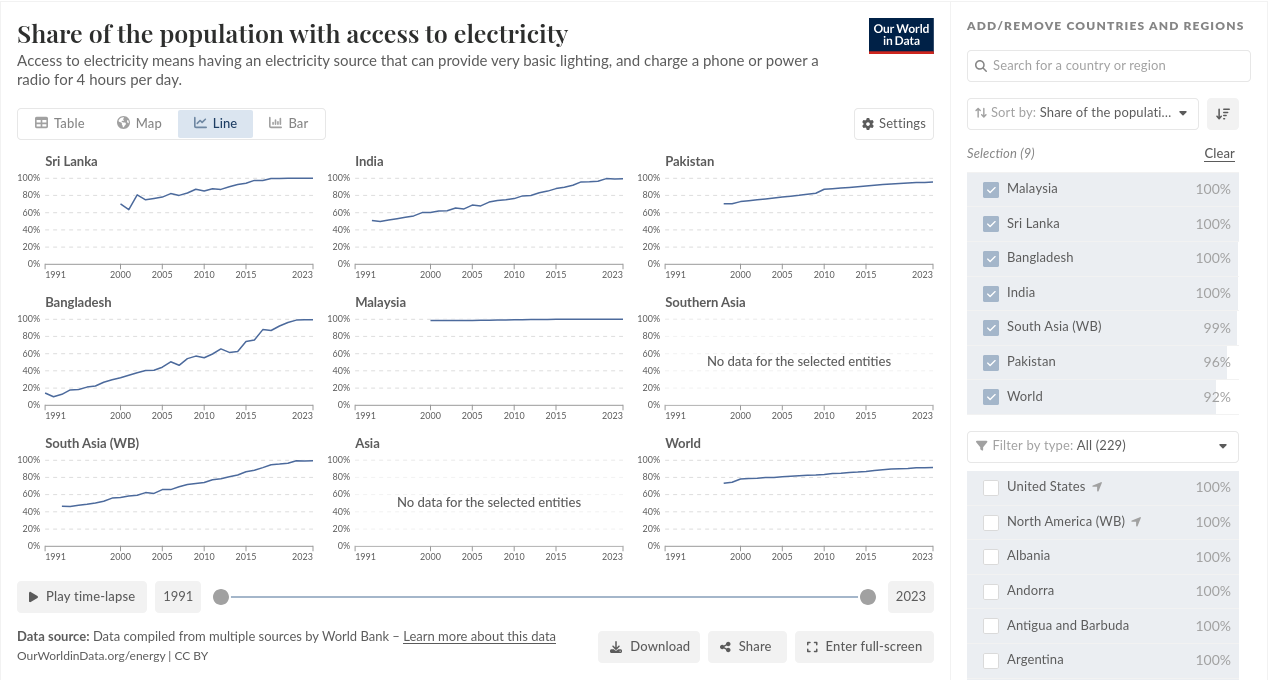 Share of the population with access to electricity
Access to electricity means having an electricity source that can provide very basic lighting, and charge a phone or power a
radio for 4 hours per day.
Our World
in Data
Table
Map
Line
Bar
Settings
Sri Lanka
100%
80%
60%
40%
20%
0%
1991
2000
2005
2010
2015
2023
India
100%
80%
60%
40%
20%
0%
1991
2000
2005
2010
2015
2023
Pakistan
100%
80%
60%
40%
20%
0%
1991
2000
2005
2010
2015
2023
Bangladesh
100%
80%
60%
40%
20%
0%
1991
2000
2005
2010
2015
2023
Malaysia
100%
80%
60%
40%
20%
0%
1991
2000
2005
2010
2015
2023
Southern Asia
100%
80%
60%
40%
20%
0%
No data for the selected entities
1991
2000
2005
2010
2015
2023
South Asia (WB)
100%
80%
60%
40%
20%
0%
1991
2000
2005
2010
2015
2023
Asia
100%
80%
60%
40%
20%
0%
No data for the selected entities
1991
2000
2005
2010
2015
2023
World
100%
80%
60%
40%
20%
0%
1991
2000
2005
2010
2015
2023
Play time-lapse
1991
2023
Data source: Data compiled from multiple sources by World Bank – Learn more about this data
OurWorldinData.org/energy | CC BY
Download
Share
Enter full-screen
ADD/REMOVE COUNTRIES AND REGIONS
Search for a country or region
Sort by: Share of the populati...
Selection (9)
Clear
Malaysia 100%
Sri Lanka 100%
Bangladesh 100%
India 100%
South Asia (WB) 99%
Pakistan 96%
World 92%
Filter by type: All (229)
United States 100%
North America (WB) 100%
Albania 100%
Andorra 100%
Antigua and Barbuda 100%
Argentina 100%